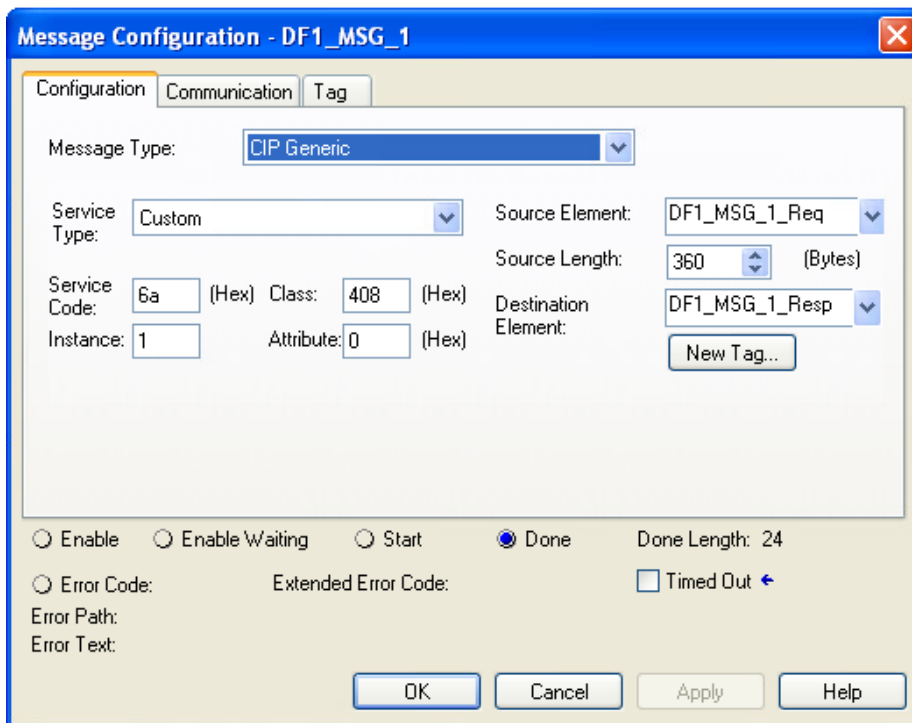 Message Configuration - DF1_MSG_1
Configuration Communication Tag
Message Type: CIP Generic
Service Type: Custom
Source Element: DF1_MSG_1_Req
Source Length: 360 (Bytes)
Service Code: 6a (Hex) Class: 408 (Hex)
Destination Element: DF1_MSG_1_Resp
Instance: 1 Attribute: 0 (Hex)
New Tag...
Enable Enable Waiting Start Done Done Length: 24
Error Code: Extended Error Code: Timed Out
Error Path:
Error Text:
OK Cancel Apply Help